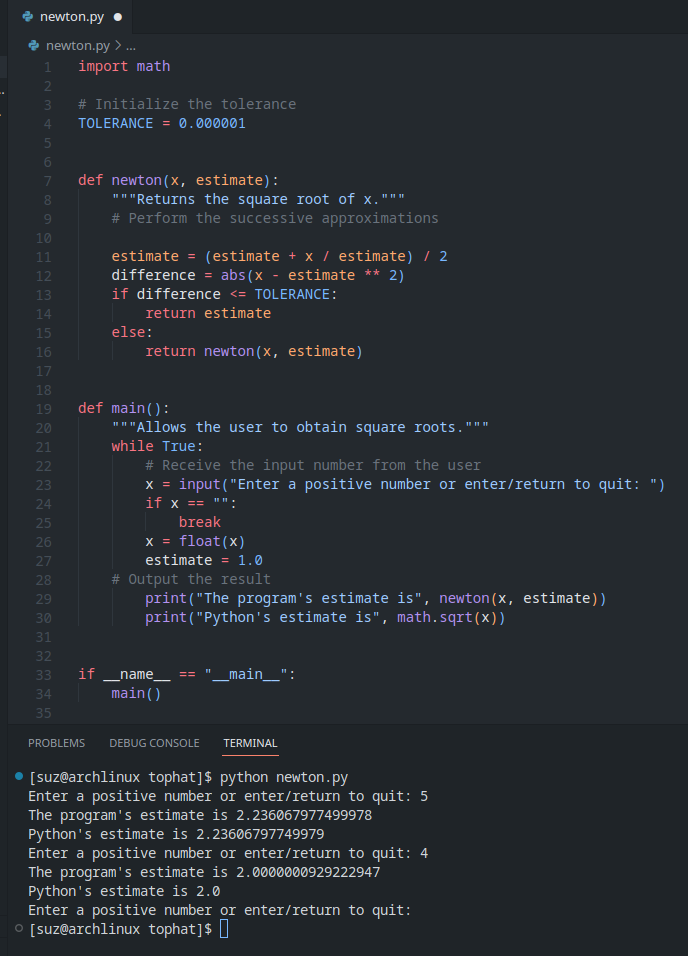 newton.py
newton.py > ...
1 import math
2
3 # Initialize the tolerance
4 TOLERANCE = 0.000001
5
6
7 def newton(x, estimate):
8     """Returns the square root of x."""
9     # Perform the successive approximations
10
11     estimate = (estimate + x / estimate) / 2
12     difference = abs(x - estimate ** 2)
13     if difference <= TOLERANCE:
14         return estimate
15     else:
16         return newton(x, estimate)
17
18
19 def main():
20     """Allows the user to obtain square roots."""
21     while True:
22         # Receive the input number from the user
23         x = input("Enter a positive number or enter/return to quit: ")
24         if x == "":
25             break
26         x = float(x)
27         estimate = 1.0
28     # Output the result
29         print("The program's estimate is", newton(x, estimate))
30         print("Python's estimate is", math.sqrt(x))
31
32
33 if __name__ == "__main__":
34     main()
35
PROBLEMS DEBUG CONSOLE TERMINAL
[suz@archlinux tophat]$ python newton.py
Enter a positive number or enter/return to quit: 5
The program's estimate is 2.236067977499978
Python's estimate is 2.23606797749979
Enter a positive number or enter/return to quit: 4
The program's estimate is 2.0000000929222947
Python's estimate is 2.0
Enter a positive number or enter/return to quit:
[suz@archlinux tophat]$